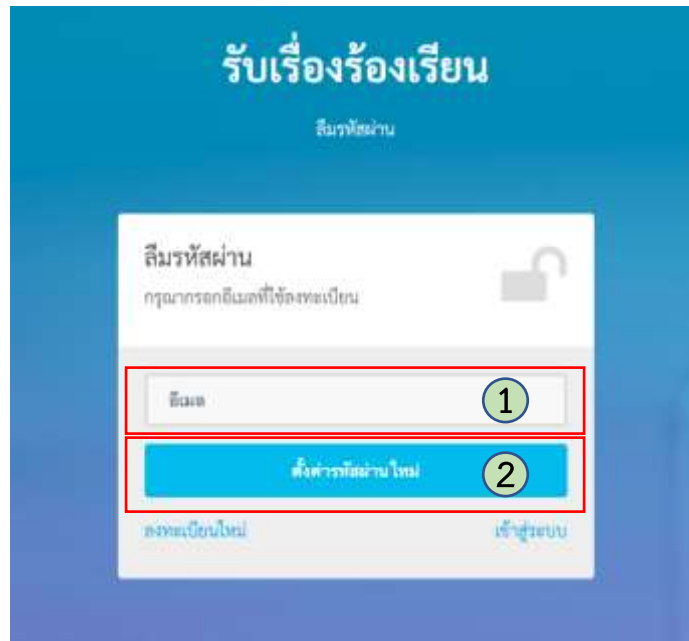 รับเรื่องร้องเรียน
ลืมรหัสผ่าน
ลืมรหัสผ่าน
กรุณากรอกอีเมลที่ใช้ลงทะเบียน
อีเมล 1
ตั้งค่ารหัสผ่านใหม่ 2
ลงทะเบียนใหม่ เข้าสู่ระบบ